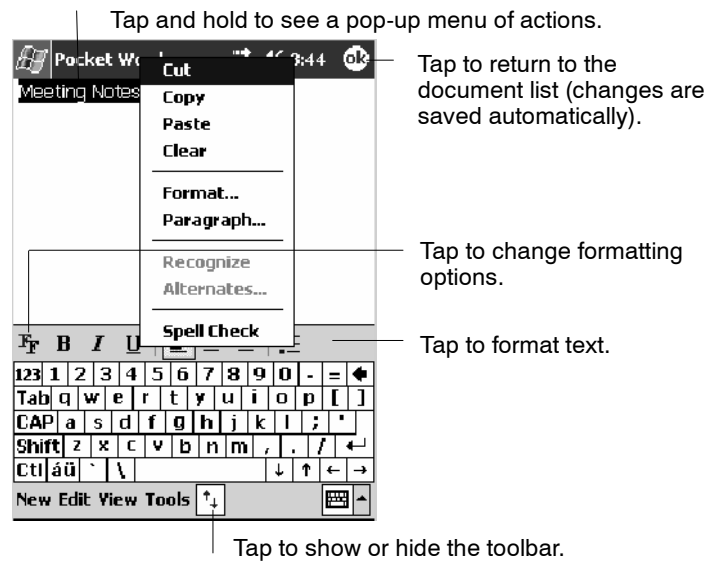 Tap and hold to see a pop-up menu of actions.
Pocket 3:44 ok
Meeting Notes
Cut
Copy
Paste
Clear
Format...
Paragraph...
Recognize
Alternates...
Spell Check
Tap to return to the
document list (changes are
saved automatically).
Tap to change formatting
options.
Tap to format text.
FF B I U
123 1 2 3 4 5 6 7 8 9 0 - =
Tab q w e r t y u i o p [ ]
CAP a s d f g h j k l ; '
Shift z x c v b n m , . /
Ctl áü ` \ ↓ ↑ ← →
New Edit View Tools
Tap to show or hide the toolbar.